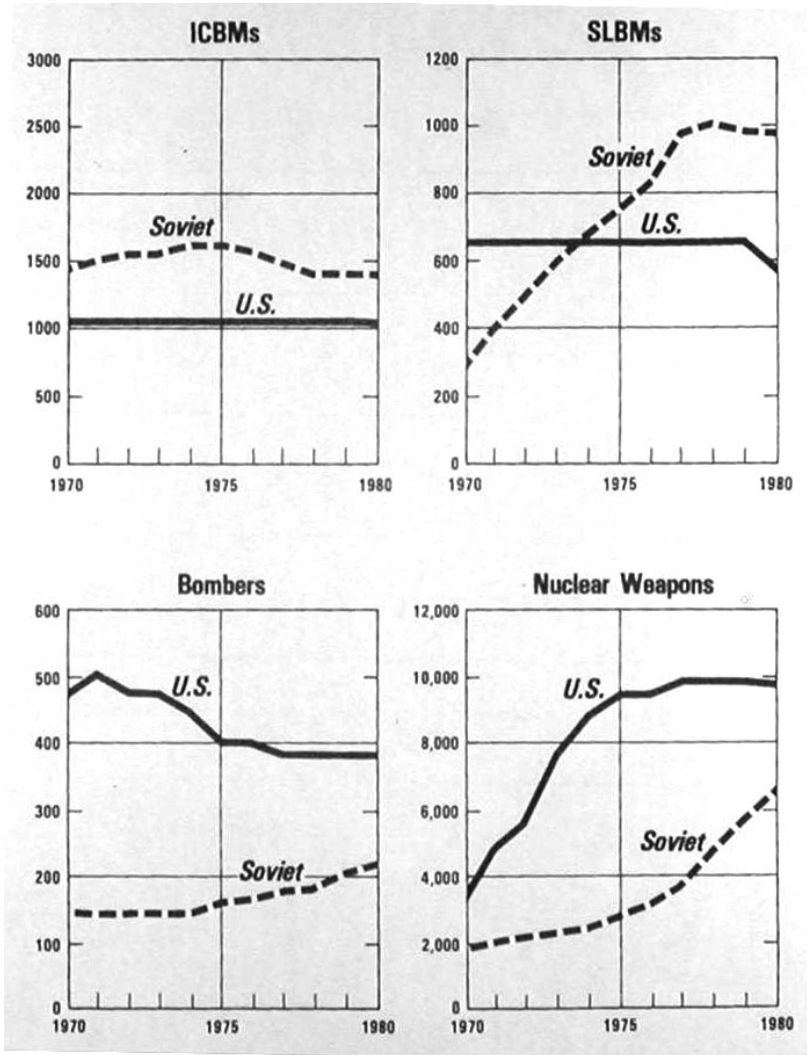 ICBMs
3000
2500
2000
1500
1000
500
0
Soviet
U.S.
1970 1975 1980
SLBMs
1200
1000
800
600
400
200
0
Soviet
U.S.
1970 1975 1980
Bombers
600
500
400
300
200
100
0
U.S.
Soviet
1970 1975 1980
Nuclear Weapons
12,000
10,000
8,000
6,000
4,000
2,000
0
U.S.
Soviet
1970 1975 1980